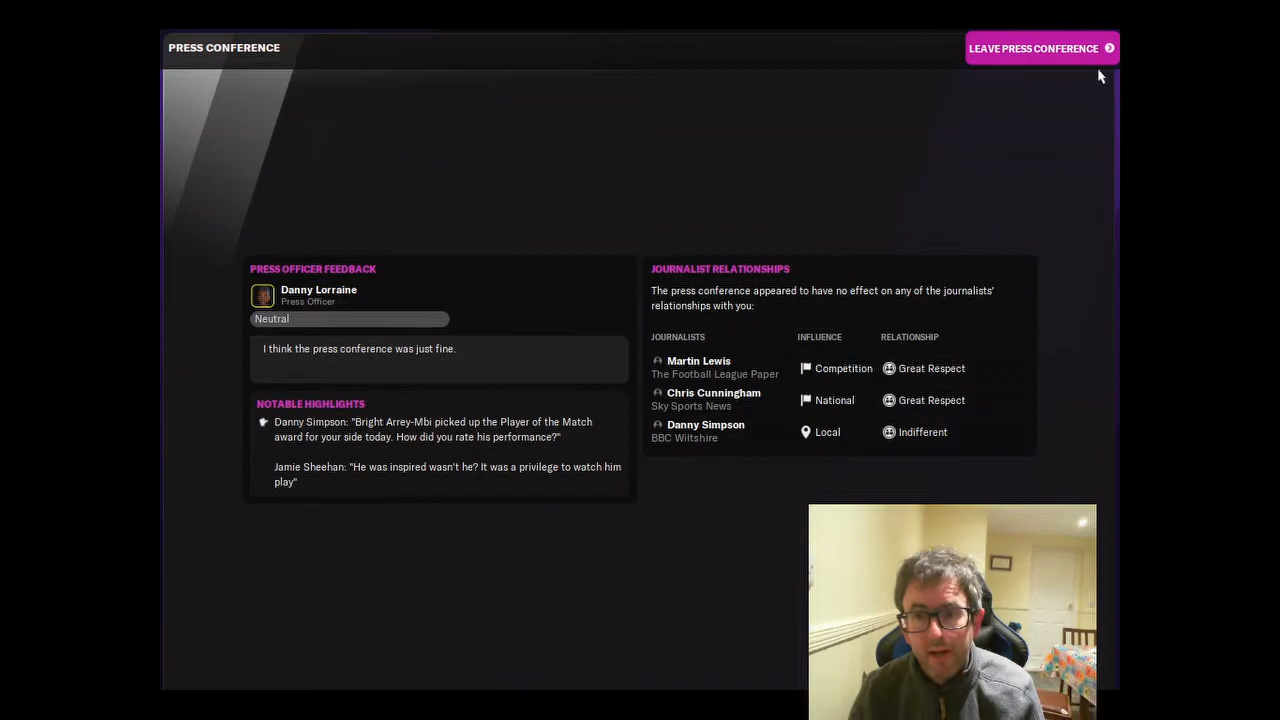 PRESS CONFERENCE
LEAVE PRESS CONFERENCE
PRESS OFFICER FEEDBACK
Danny Lorraine
Press Officer
Neutral
I think the press conference was just fine.
NOTABLE HIGHLIGHTS
Danny Simpson: "Bright Arrey-Mbi picked up the Player of the Match
award for your side today. How did you rate his performance?"
Jamie Sheehan: "He was inspired wasn't he? It was a privilege to watch him
play"
JOURNALIST RELATIONSHIPS
The press conference appeared to have no effect on any of the journalists'
relationships with you:
JOURNALISTS INFLUENCE RELATIONSHIP
Martin Lewis
The Football League Paper
Competition Great Respect
Chris Cunningham
Sky Sports News
National Great Respect
Danny Simpson
BBC Wiltshire
Local Indifferent